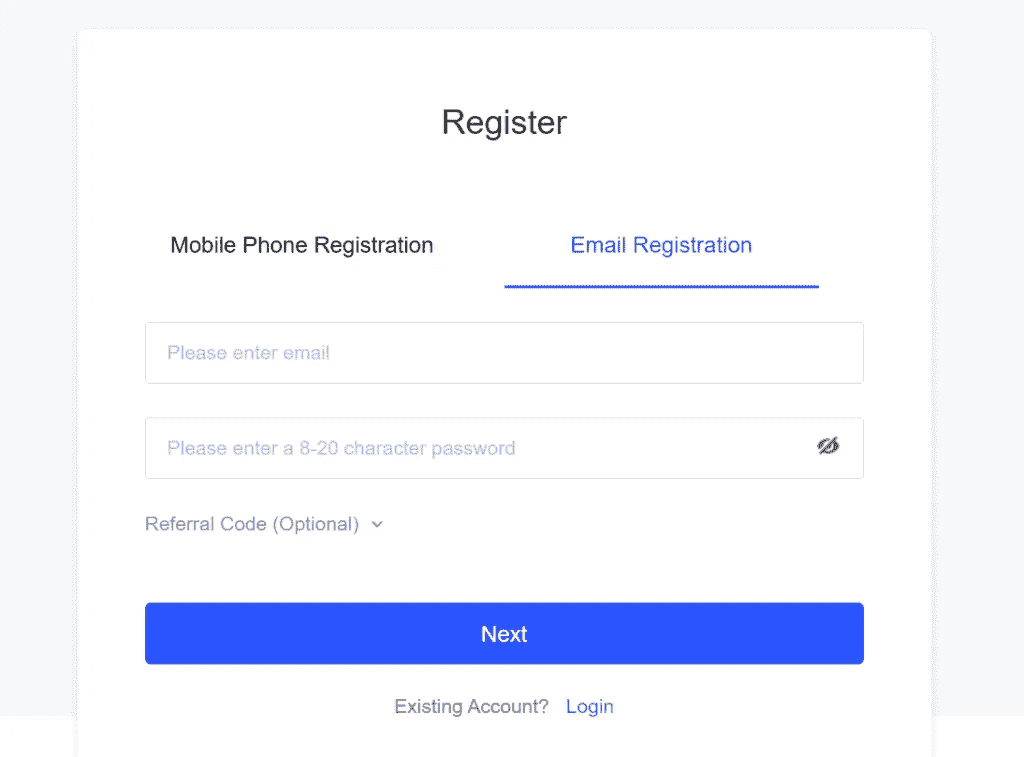 Register
Mobile Phone Registration
Email Registration
Please enter email
Please enter a 8-20 character password
Referral Code (Optional)
Next
Existing Account? Login